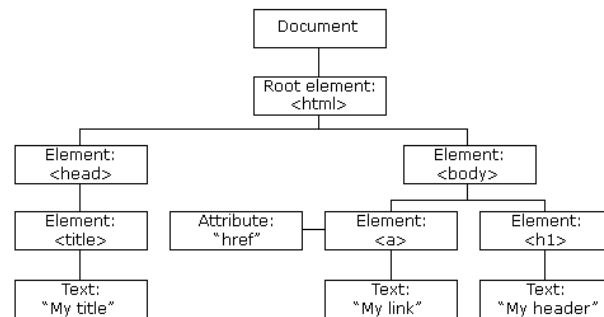 Document
Root element:
<html>
Element:
<head>
Element:
<body>
Element:
<title>
Attribute:
"href"
Element:
<a>
Element:
<h1>
Text:
"My title"
Text:
"My link"
Text:
"My header"